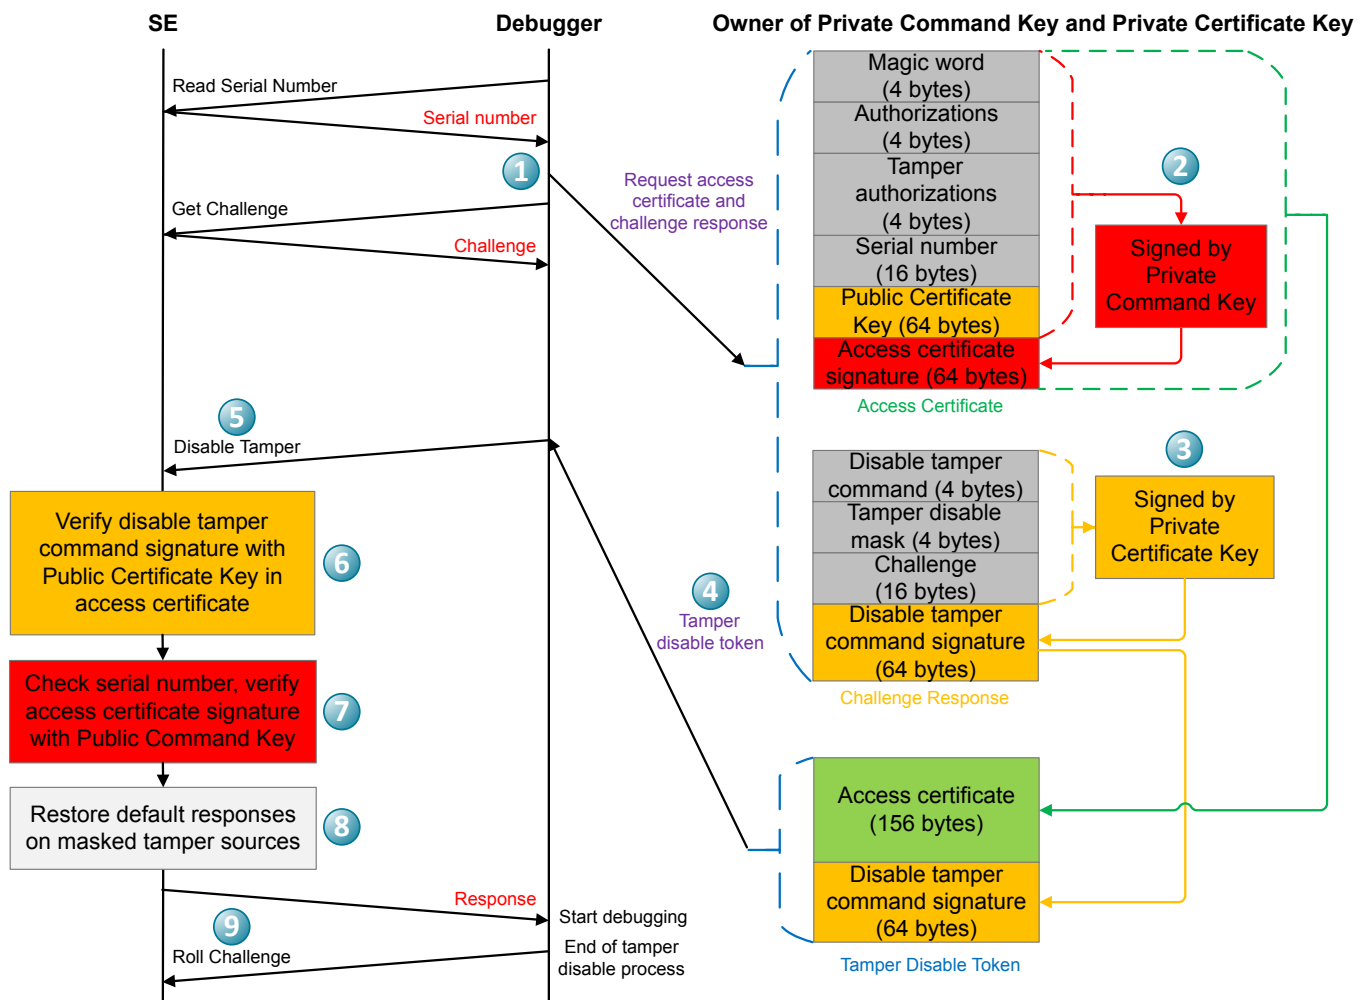 SE
Debugger
Owner of Private Command Key and Private Certificate Key
Read Serial Number
Serial number
1
Get Challenge
Challenge
Request access
certificate and
challenge response
Magic word
(4 bytes)
Authorizations
(4 bytes)
Tamper
authorizations
(4 bytes)
Serial number
(16 bytes)
Public Certificate
Key (64 bytes)
Access certificate
signature (64 bytes)
Access Certificate
2
Signed by
Private
Command Key
5
Disable Tamper
Disable tamper
command (4 bytes)
Tamper disable
mask (4 bytes)
Challenge
(16 bytes)
Disable tamper
command signature
(64 bytes)
Challenge Response
3
Signed by
Private
Certificate Key
Verify disable tamper
command signature with
Public Certificate Key in
access certificate
6
4
Tamper
disable token
Check serial number, verify
access certificate signature
with Public Command Key
7
Restore default responses
on masked tamper sources
8
Access certificate
(156 bytes)
Disable tamper
command signature
(64 bytes)
Tamper Disable Token
Response
Start debugging
9
Roll Challenge
End of tamper
disable process